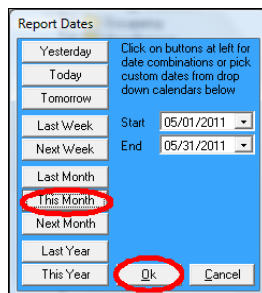 Report Dates
Yesterday
Today
Tomorrow
Last Week
Next Week
Last Month
This Month
Next Month
Last Year
This Year
Click on buttons at left for
date combinations or pick
custom dates from drop
down calendars below
Start 05/01/2011
End 05/31/2011
Ok Cancel